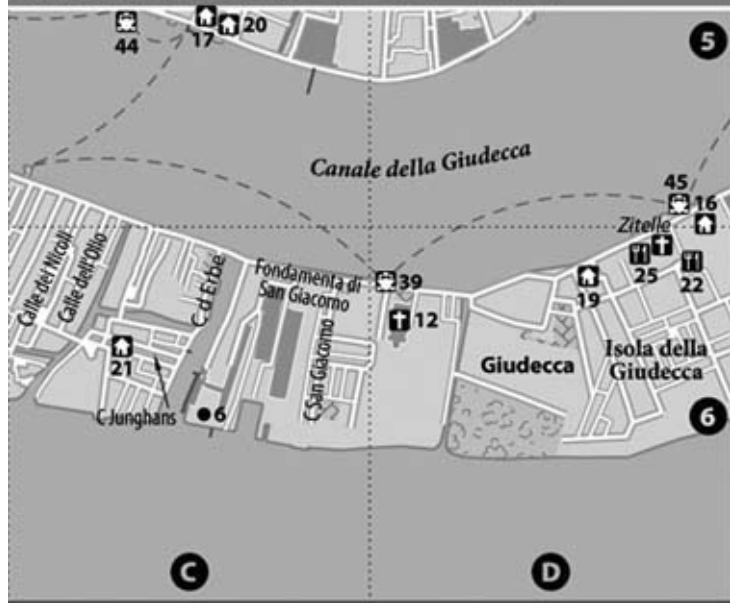 44
17
20
5
Canale della Giudecca
45
16
Zitelle
25
22
19
39
12
Calle dei Nicoli
Calle dell'Olio
C d Erbe
Fondamenta di
San Giacomo
C San Giacomo
21
C Junghans
6
Giudecca
Isola della
Giudecca
6
C
D